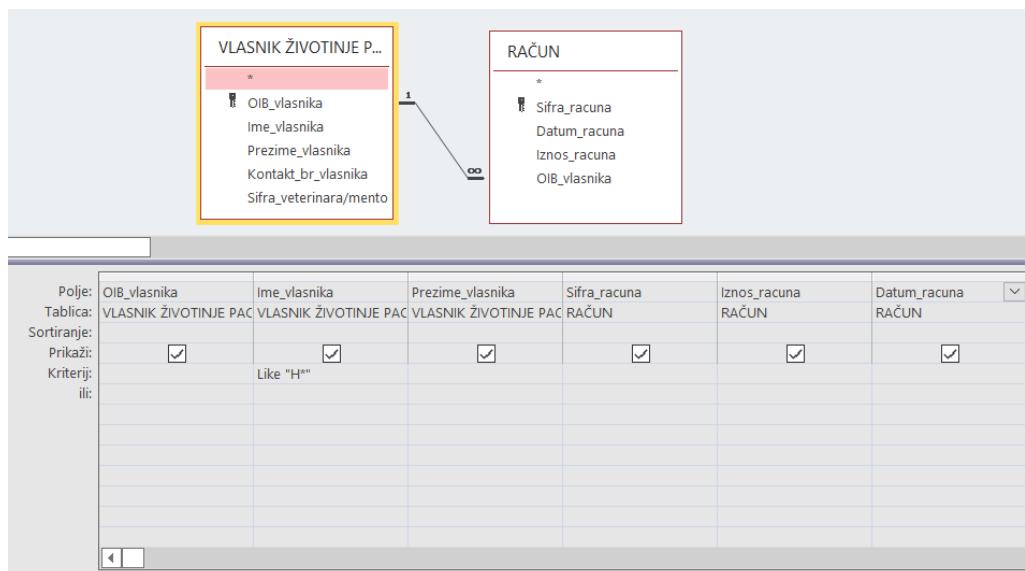 VLASNIK ŽIVOTINJE P...
*
OIB_vlasnika
Ime_vlasnika
Prezime_vlasnika
Kontakt_br_vlasnika
Sifra_veterinara/mento
1
∞
RAČUN
*
Sifra_racuna
Datum_racuna
Iznos_racuna
OIB_vlasnika
Polje: OIB_vlasnika Ime_vlasnika Prezime_vlasnika Sifra_racuna Iznos_racuna Datum_racuna
Tablica: VLASNIK ŽIVOTINJE PAC VLASNIK ŽIVOTINJE PAC VLASNIK ŽIVOTINJE PAC RAČUN RAČUN RAČUN
Sortiranje:
Prikaži:
Kriterij: Like "H*"
ili: